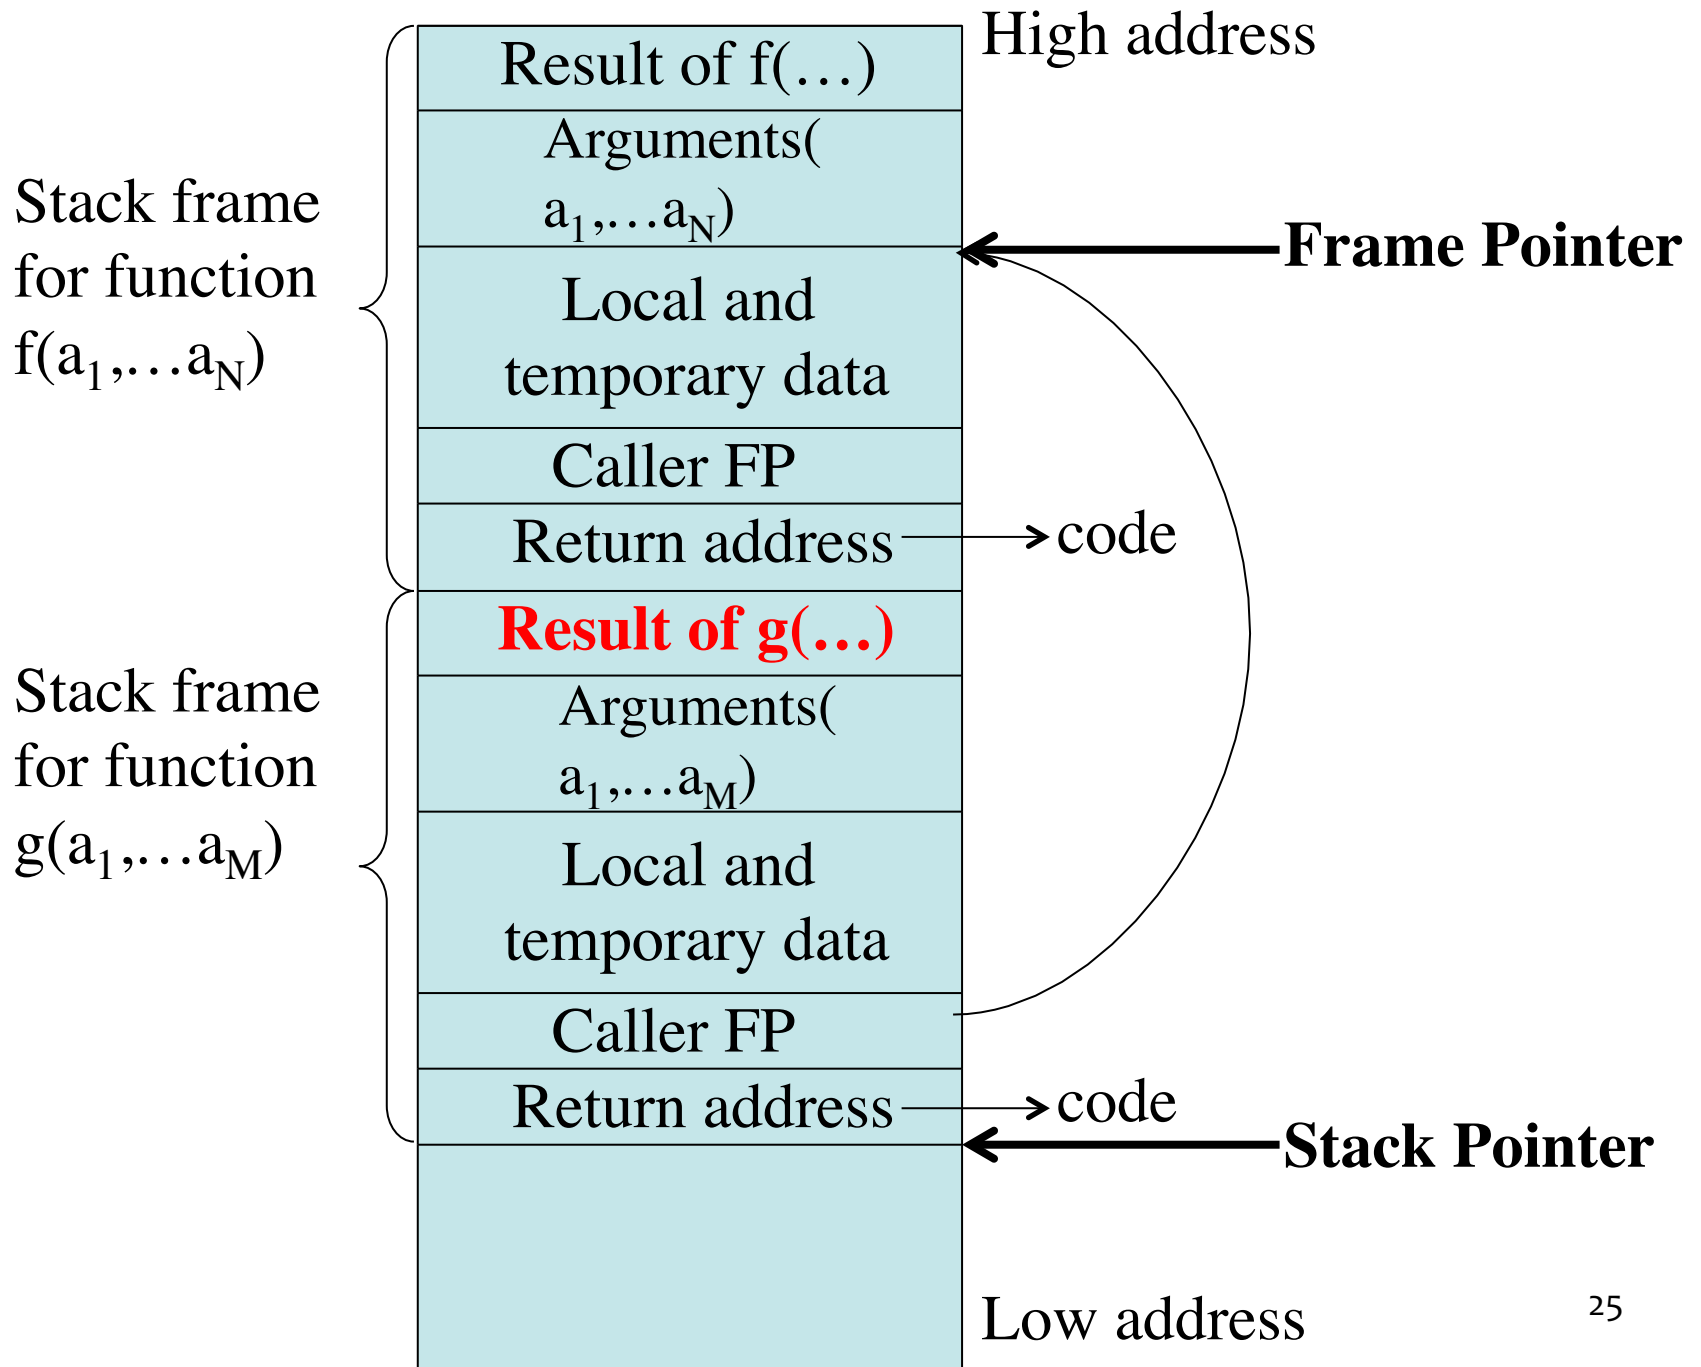 High address
Result of f(…)
Arguments(
a₁,…aN)
Stack frame
for function
f(a₁,…aN)
Frame Pointer
Local and
temporary data
Caller FP
Return address
code
Result of g(…)
Arguments(
a₁,…aM)
Stack frame
for function
g(a₁,…aM)
Local and
temporary data
Caller FP
Return address
code
Stack Pointer
Low address
25